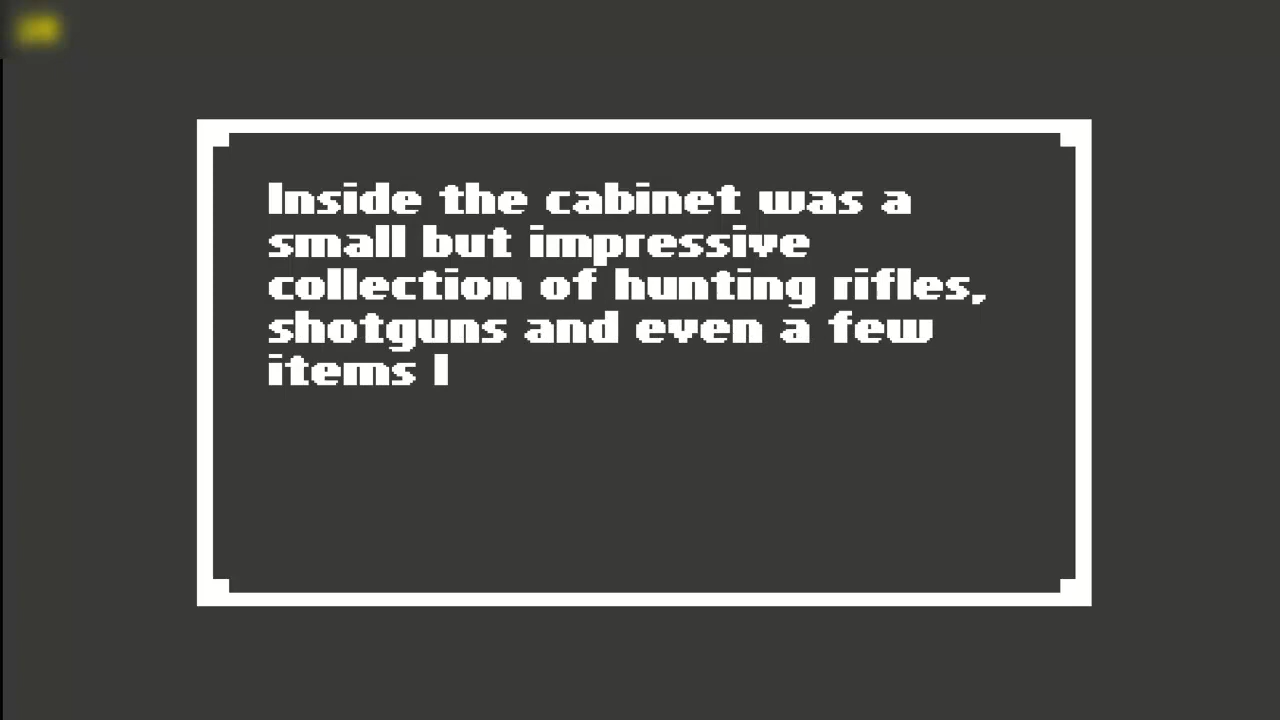 Inside the cabinet was a
small but impressive
collection of hunting rifles,
shotguns and even a few
items I